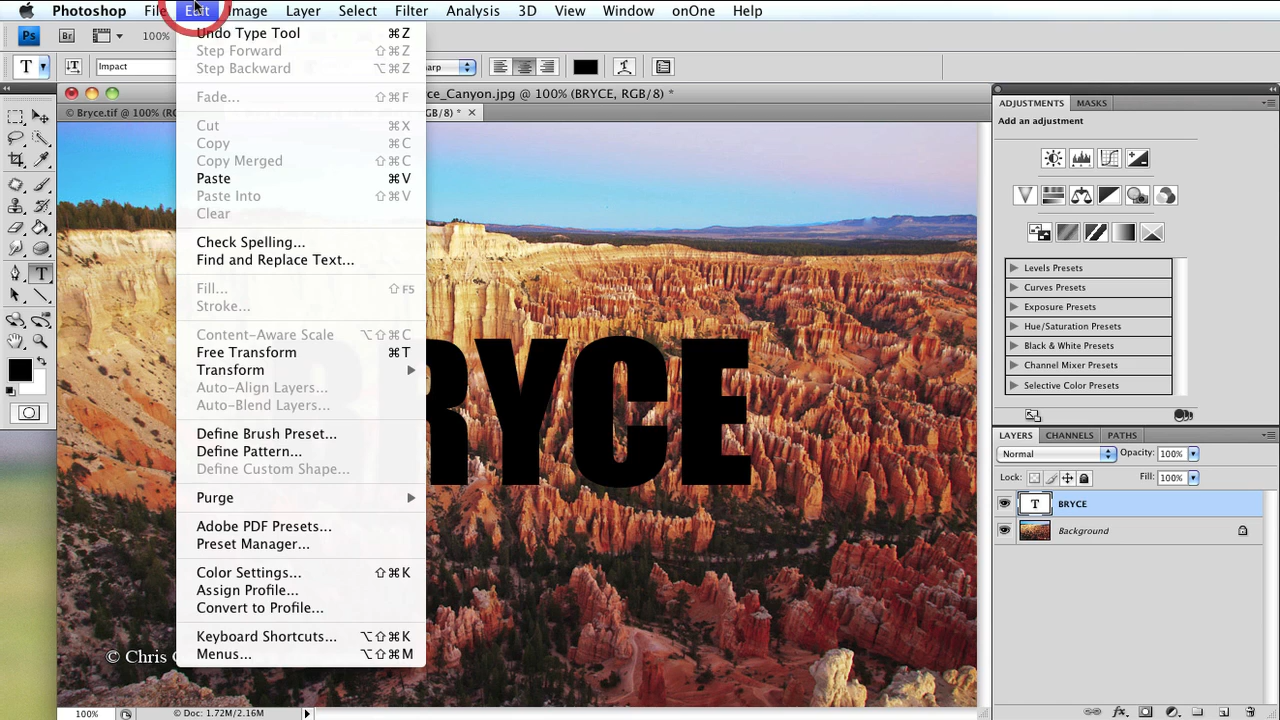 Photoshop File Edit Image Layer Select Filter Analysis 3D View Window onOne Help
Ps Br 100%
T T Impact
© Bryce.tif @ 100%
@ 100% (BRYCE, RGB/8) *
RGB/8) *
Undo Type Tool ⌘Z
Step Forward ⇧⌘Z
Step Backward ⌥⌘Z
Fade... ⇧⌘F
Cut ⌘X
Copy ⌘C
Copy Merged ⇧⌘C
Paste ⌘V
Paste Into ⇧⌘V
Clear
Check Spelling...
Find and Replace Text...
Fill... ⇧F5
Stroke...
Content-Aware Scale ⌥⇧⌘C
Free Transform ⌘T
Transform
Auto-Align Layers...
Auto-Blend Layers...
Define Brush Preset...
Define Pattern...
Define Custom Shape...
Purge
Adobe PDF Presets...
Preset Manager...
Color Settings... ⇧⌘K
Assign Profile...
Convert to Profile...
Keyboard Shortcuts... ⌥⇧⌘K
Menus... ⌥⇧⌘M
RYCE
© Chris
100% © Doc: 1.72M/2.16M
ADJUSTMENTS MASKS
Add an adjustment
Levels Presets
Curves Presets
Exposure Presets
Hue/Saturation Presets
Black & White Presets
Channel Mixer Presets
Selective Color Presets
LAYERS CHANNELS PATHS
Normal Opacity: 100%
Lock: Fill: 100%
T BRYCE
Background
fx